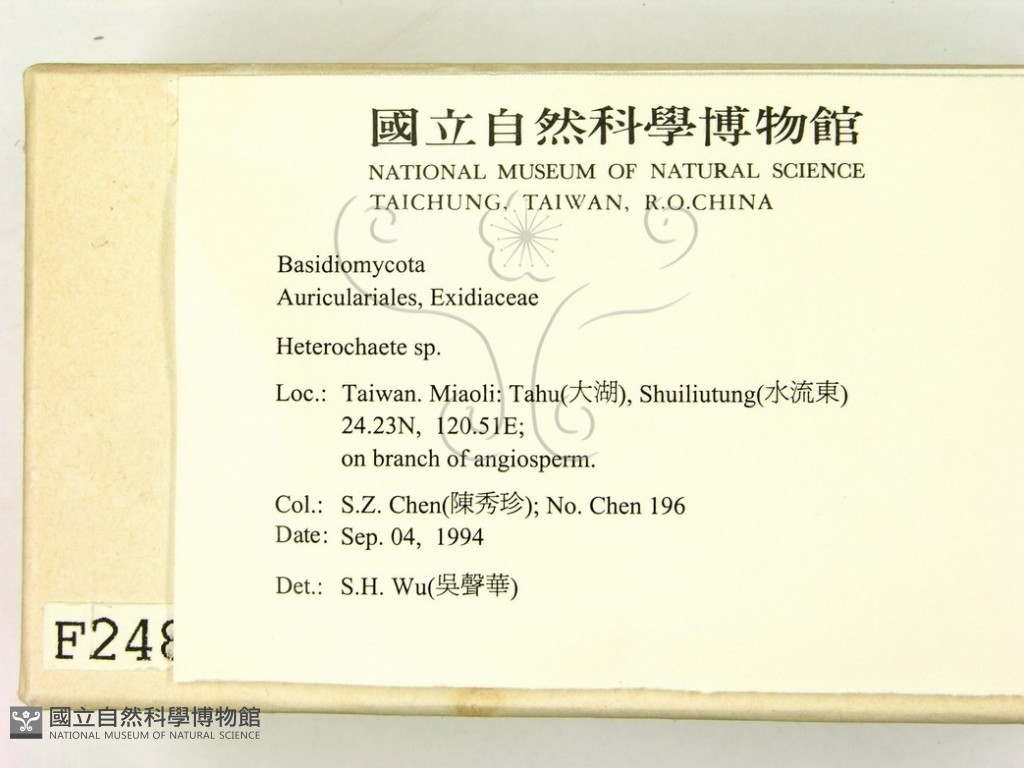 國立自然科學博物館
NATIONAL MUSEUM OF NATURAL SCIENCE
TAICHUNG, TAIWAN, R.O.CHINA
Basidiomycota
Auriculariales, Exidiaceae
Heterochaete sp.
Loc.: Taiwan. Miaoli: Tahu(大湖), Shuiliutung(水流東)
24.23N, 120.51E;
on branch of angiosperm.
Col.: S.Z. Chen(陳秀珍); No. Chen 196
Date: Sep. 04, 1994
Det.: S.H. Wu(吳聲華)
F248
國立自然科學博物館
NATIONAL MUSEUM OF NATURAL SCIENCE